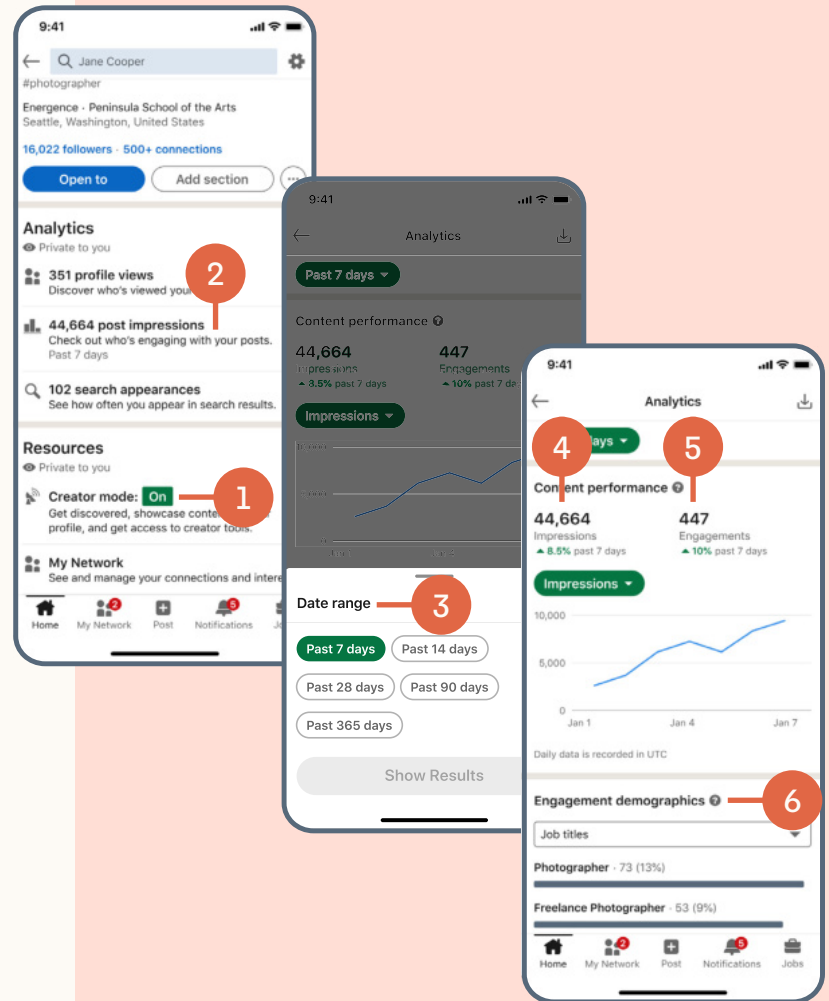 9:41
Jane Cooper
#photographer
Energence · Peninsula School of the Arts
Seattle, Washington, United States
16,022 followers · 500+ connections
Open to
Add section
Analytics
Private to you
351 profile views
Discover who's viewed
2
44,664 post impressions
Check out who's engaging with your posts.
Past 7 days
102 search appearances
See how often you appear in search results.
Resources
Private to you
Creator mode: On
1
Get discovered, showcase
profile, and get access to creator tools.
My Network
See and manage your connections and
Home
2
My Network
Post
5
Notifications
9:41
Analytics
Past 7 days
Content performance
44,664
Impressions
8.5% past 7 days
447
Engagements
10% past 7
Impressions
Date range
3
Past 7 days
Past 14 days
Past 28 days
Past 90 days
Past 365 days
Show Results
9:41
Analytics
4
5
Content performance
44,664
Impressions
8.5% past 7 days
447
Engagements
10% past 7 days
Impressions
10,000
5,000
0
Jan 1
Jan 4
Jan 7
Daily data is recorded in UTC
Engagement demographics
6
Job titles
Photographer · 73 (13%)
Freelance Photographer · 53 (9%)
Home
2
My Network
Post
5
Notifications
Jobs